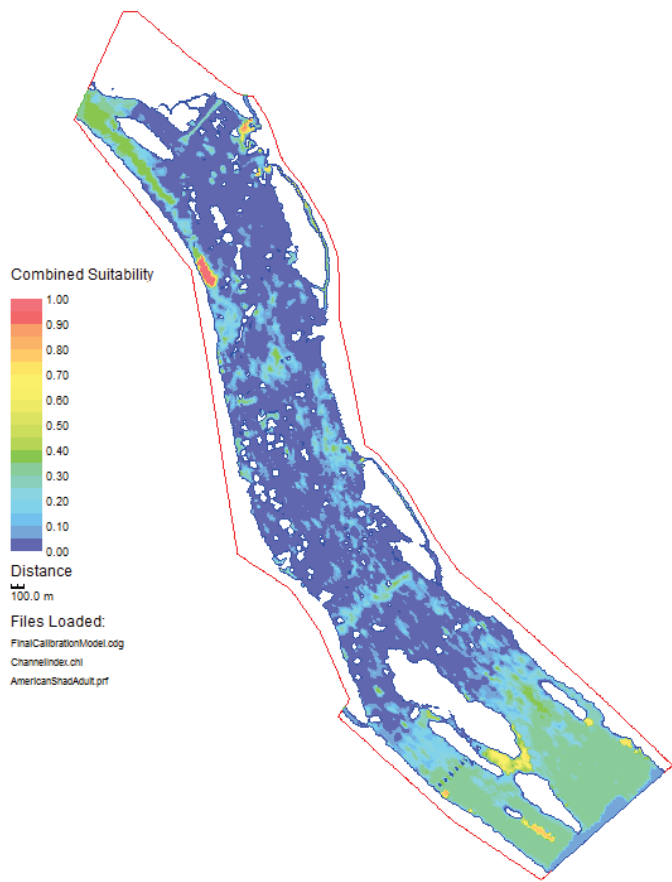 Combined Suitability
1.00
0.90
0.80
0.70
0.60
0.50
0.40
0.30
0.20
0.10
0.00
Distance
100.0 m
Files Loaded:
FinalCalibrationModel.cdg
ChannelIndex.chi
AmericanShadAdult.prf